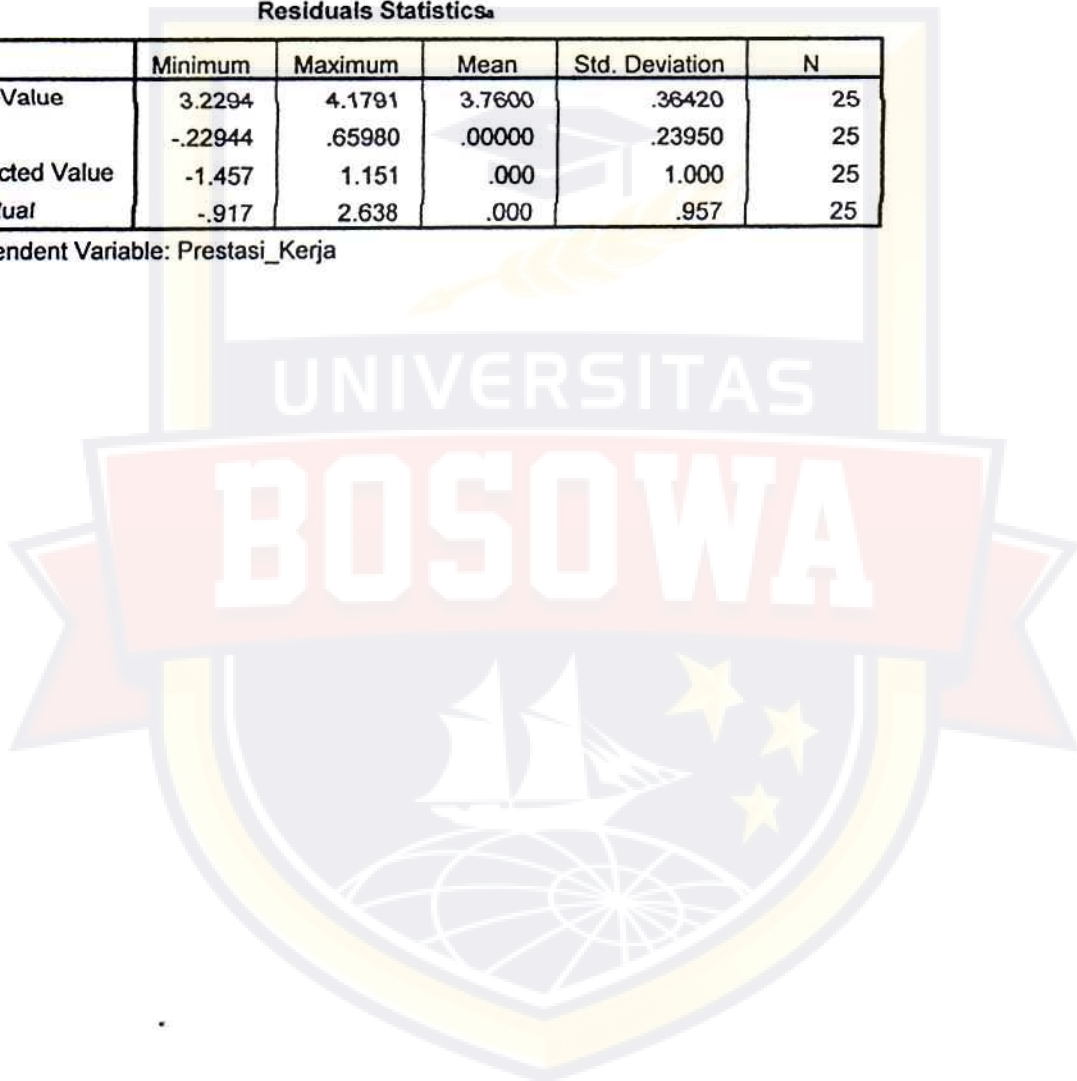 Residuals Statisticsa
Minimum Maximum Mean Std. Deviation N
Value 3.2294 4.1791 3.7600 .36420 25
-.22944 .65980 .00000 .23950 25
cted Value -1.457 1.151 .000 1.000 25
ual -.917 2.638 .000 .957 25
endent Variable: Prestasi_Kerja
UNIVERSITAS
BOSOWA